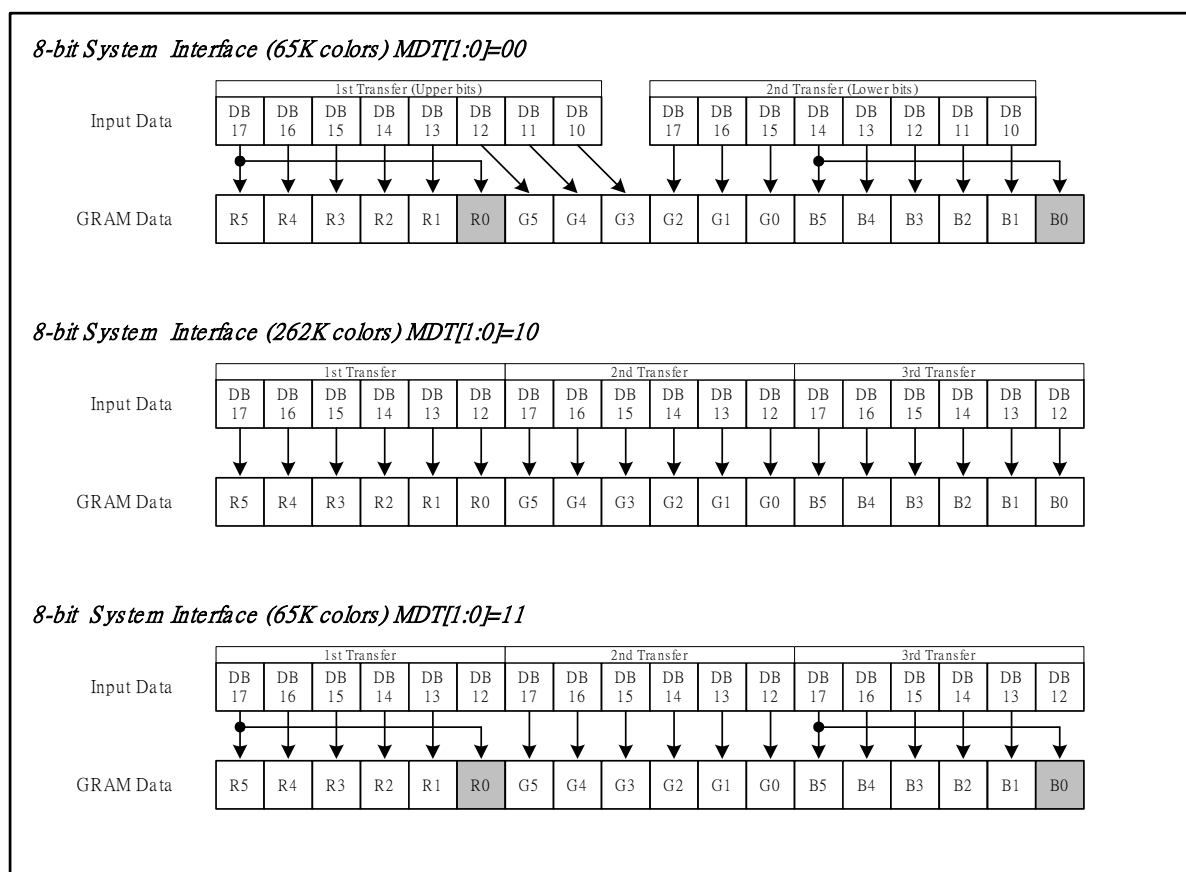 8-bit System Interface (65K colors) MDT[1:0]=00
1st Transfer (Upper bits) 2nd Transfer (Lower bits)
Input Data DB 17 DB 16 DB 15 DB 14 DB 13 DB 12 DB 11 DB 10 DB 17 DB 16 DB 15 DB 14 DB 13 DB 12 DB 11 DB 10
GRAM Data R5 R4 R3 R2 R1 R0 G5 G4 G3 G2 G1 G0 B5 B4 B3 B2 B1 B0
8-bit System Interface (262K colors) MDT[1:0]=10
1st Transfer 2nd Transfer 3rd Transfer
Input Data DB 17 DB 16 DB 15 DB 14 DB 13 DB 12 DB 17 DB 16 DB 15 DB 14 DB 13 DB 12 DB 17 DB 16 DB 15 DB 14 DB 13 DB 12
GRAM Data R5 R4 R3 R2 R1 R0 G5 G4 G3 G2 G1 G0 B5 B4 B3 B2 B1 B0
8-bit System Interface (65K colors) MDT[1:0]=11
1st Transfer 2nd Transfer 3rd Transfer
Input Data DB 17 DB 16 DB 15 DB 14 DB 13 DB 12 DB 17 DB 16 DB 15 DB 14 DB 13 DB 12 DB 17 DB 16 DB 15 DB 14 DB 13 DB 12
GRAM Data R5 R4 R3 R2 R1 R0 G5 G4 G3 G2 G1 G0 B5 B4 B3 B2 B1 B0